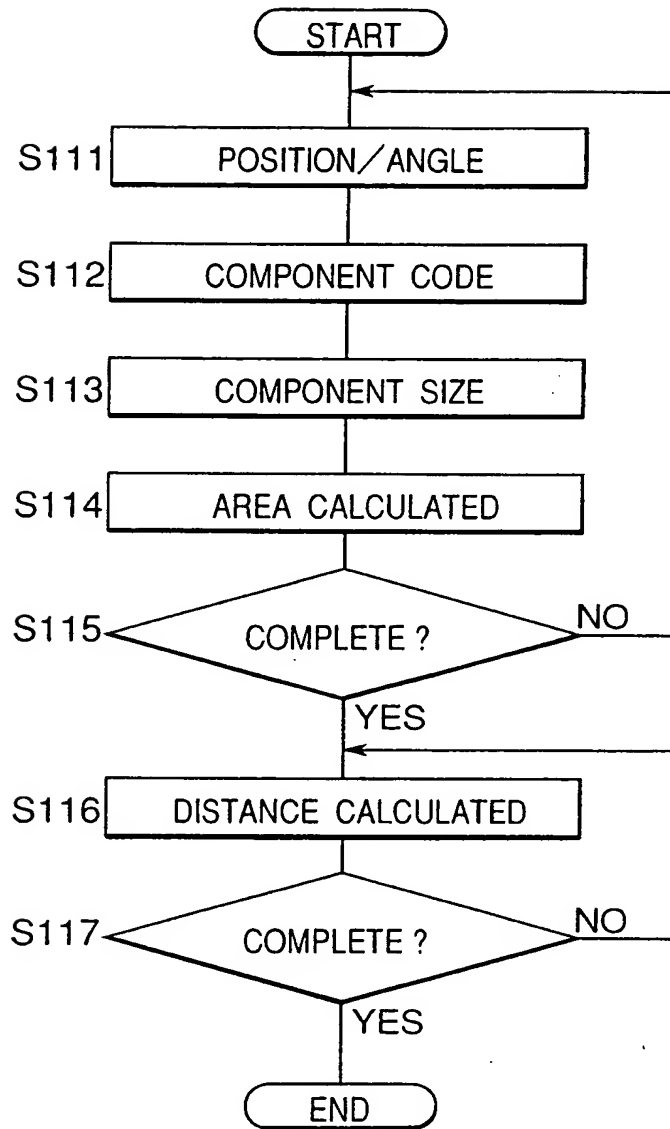 START
S111 POSITION/ANGLE
S112 COMPONENT CODE
S113 COMPONENT SIZE
S114 AREA CALCULATED
S115 COMPLETE ? NO
YES
S116 DISTANCE CALCULATED
S117 COMPLETE ? NO
YES
END